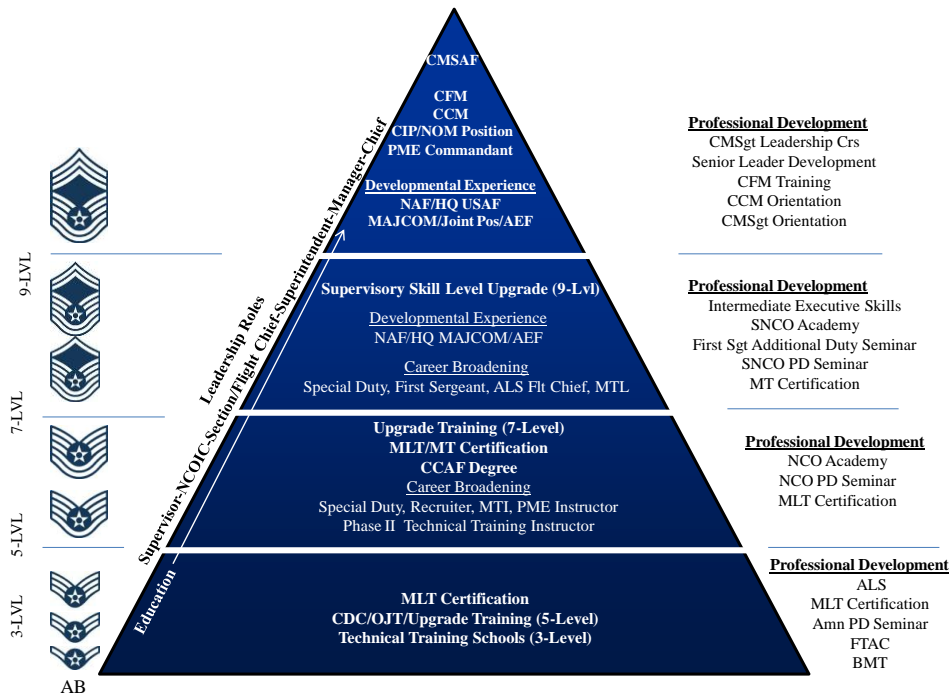 CMSAF
CFM
CCM
CIP/NOM Position
PME Commandant
Developmental Experience
NAF/HQ USAF
MAJCOM/Joint Pos/AEF
Professional Development
CMSgt Leadership Crs
Senior Leader Development
CFM Training
CCM Orientation
CMSgt Orientation
9-LVL
Supervisory Skill Level Upgrade (9-Lvl)
Developmental Experience
NAF/HQ MAJCOM/AEF
Career Broadening
Special Duty, First Sergeant, ALS Flt Chief, MTL
Professional Development
Intermediate Executive Skills
SNCO Academy
First Sgt Additional Duty Seminar
SNCO PD Seminar
MT Certification
7-LVL
Upgrade Training (7-Level)
MLT/MT Certification
CCAF Degree
Career Broadening
Special Duty, Recruiter, MTI, PME Instructor
Phase II Technical Training Instructor
Professional Development
NCO Academy
NCO PD Seminar
MLT Certification
5-LVL
MLT Certification
CDC/OJT/Upgrade Training (5-Level)
Technical Training Schools (3-Level)
Professional Development
ALS
MLT Certification
Amn PD Seminar
FTAC
BMT
3-LVL
AB
Leadership Roles
Supervisor-NCOIC-Section/Flight Chief-Superintendent-Manager-Chief
Education